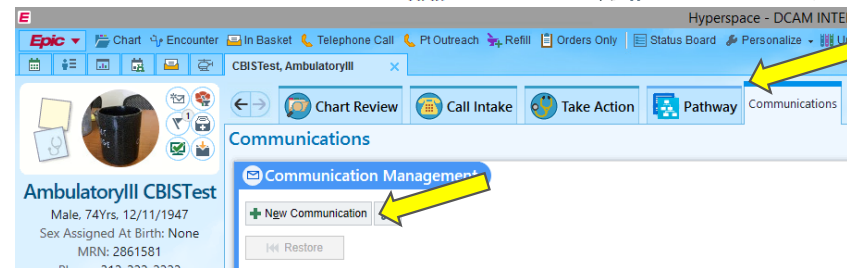 E
Hyperspace - DCAM INTE
Epic Chart Encounter In Basket Telephone Call Pt Outreach Refill Orders Only Status Board Personalize
CBISTest, AmbulatoryIII ×
Chart Review Call Intake Take Action Pathway Communications
1
Communications
Communication Management
AmbulatoryIII CBISTest
New Communication
Male, 74Yrs, 12/11/1947
Sex Assigned At Birth: None
Restore
MRN: 2861581